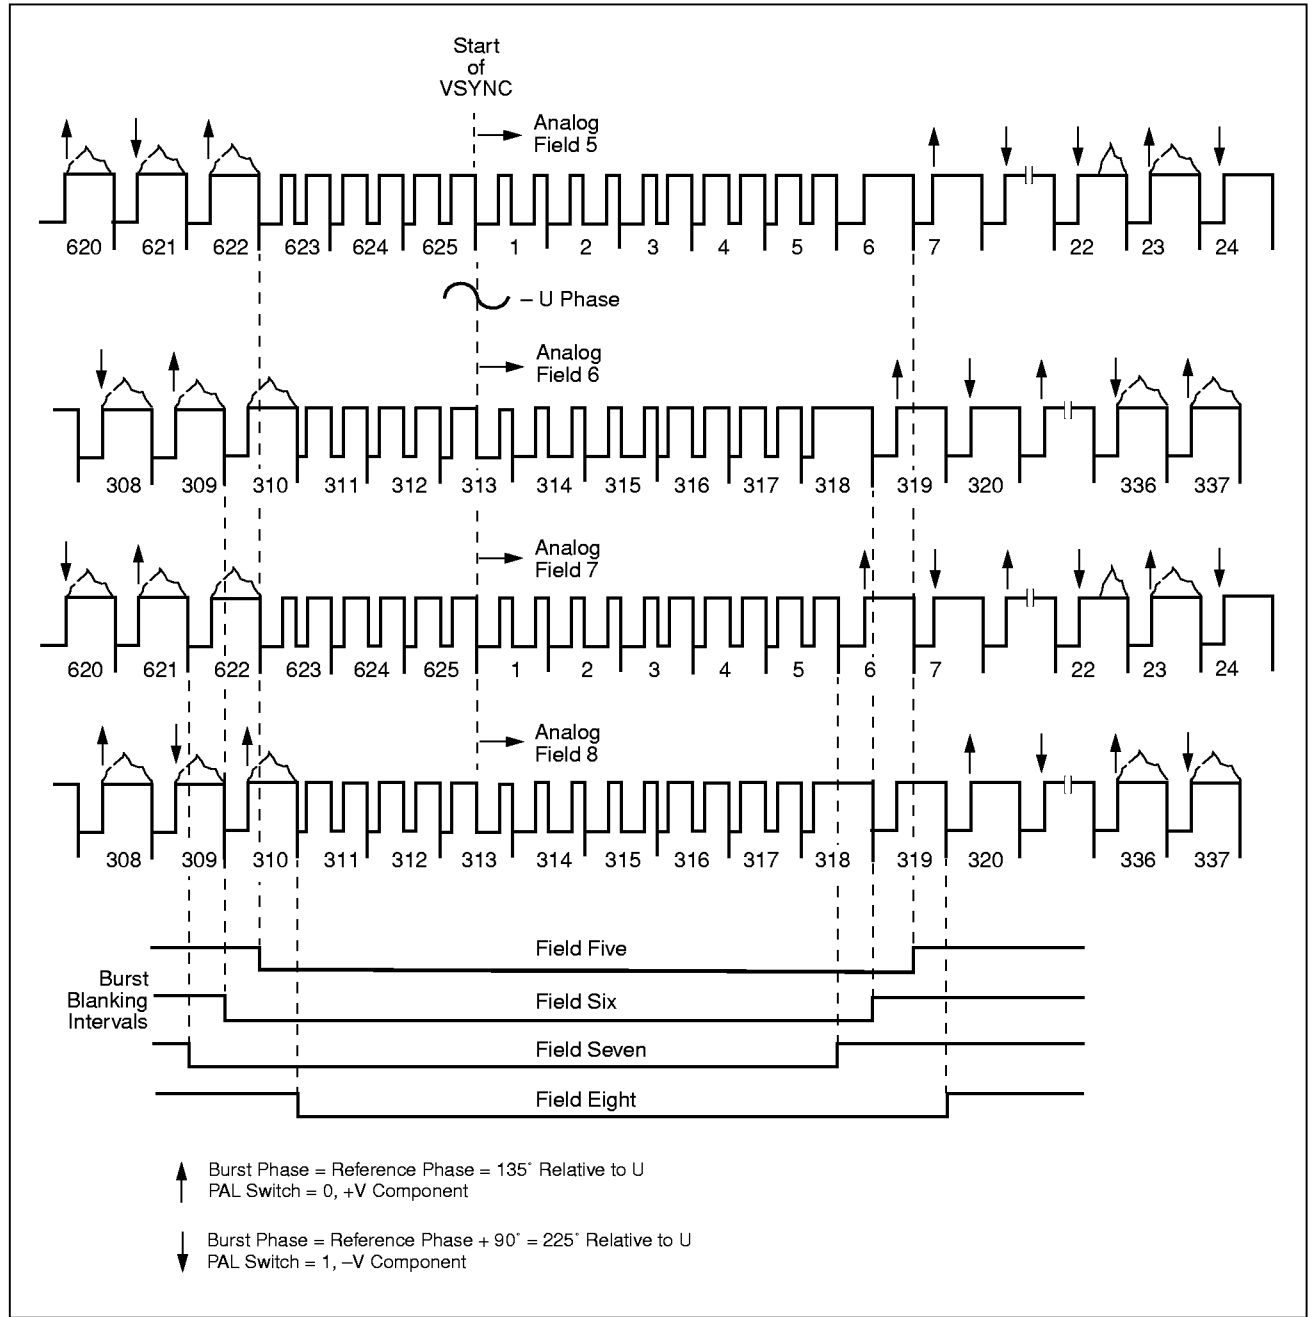 Start
of
VSYNC
Analog
Field 5
620 621 622 623 624 625 1 2 3 4 5 6 7 22 23 24
– U Phase
Analog
Field 6
308 309 310 311 312 313 314 315 316 317 318 319 320 336 337
Analog
Field 7
620 621 622 623 624 625 1 2 3 4 5 6 7 22 23 24
Analog
Field 8
308 309 310 311 312 313 314 315 316 317 318 319 320 336 337
Field Five
Burst
Blanking
Intervals
Field Six
Field Seven
Field Eight
Burst Phase = Reference Phase = 135° Relative to U
PAL Switch = 0, +V Component
Burst Phase = Reference Phase + 90° = 225° Relative to U
PAL Switch = 1, –V Component